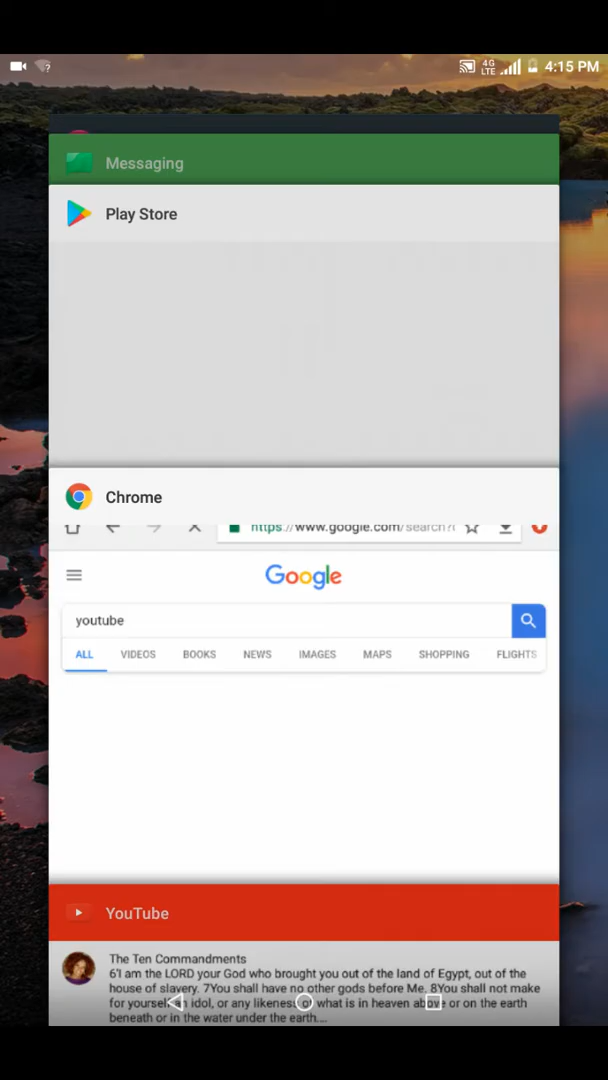 4G
LTE
4:15 PM
Messaging
Play Store
Chrome
https://www.google.com/search?
Google
youtube
ALL VIDEOS BOOKS NEWS IMAGES MAPS SHOPPING FLIGHTS
YouTube
The Ten Commandments
6'I am the LORD your God who brought you out of the land of Egypt, out of the
house of slavery. 7You shall have no other gods before Me. 8You shall not make
for yourself an idol, or any likeness of what is in heaven above or on the earth
beneath or in the water under the earth....